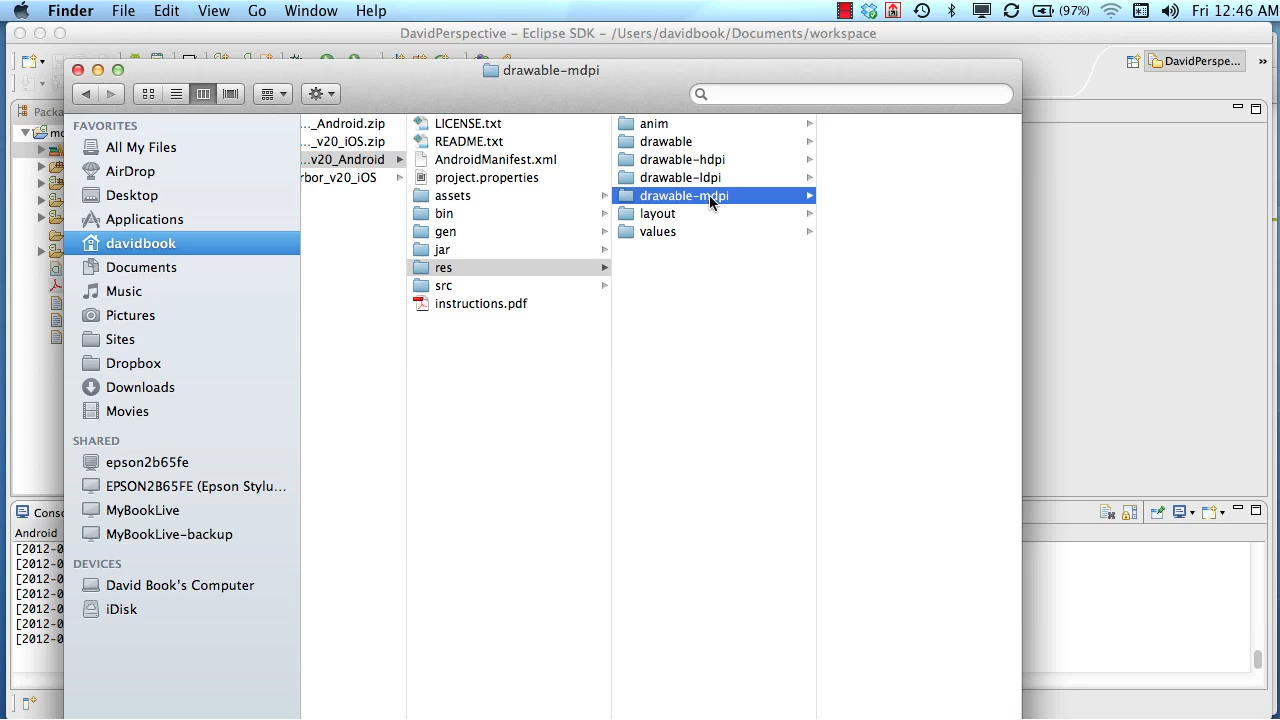 Finder File Edit View Go Window Help (97%) Fri 12:46 AM
DavidPerspective – Eclipse SDK – /Users/davidbook/Documents/workspace
DavidPerspe... »
drawable-mdpi
Packa
FAVORITES
All My Files
AirDrop
Desktop
Applications
davidbook
Documents
Music
Pictures
Sites
Dropbox
Downloads
Movies
SHARED
epson2b65fe
EPSON2B65FE (Epson Stylu...
MyBookLive
MyBookLive-backup
DEVICES
David Book's Computer
iDisk
..._Android.zip
..._v20_iOS.zip
...v20_Android
rbor_v20_iOS
LICENSE.txt
README.txt
AndroidManifest.xml
project.properties
assets
bin
gen
jar
res
src
instructions.pdf
anim
drawable
drawable-hdpi
drawable-ldpi
drawable-mdpi
layout
values
Conso
Android
[2012-0
[2012-0
[2012-0
[2012-0
[2012-0
[2012-0
[2012-0